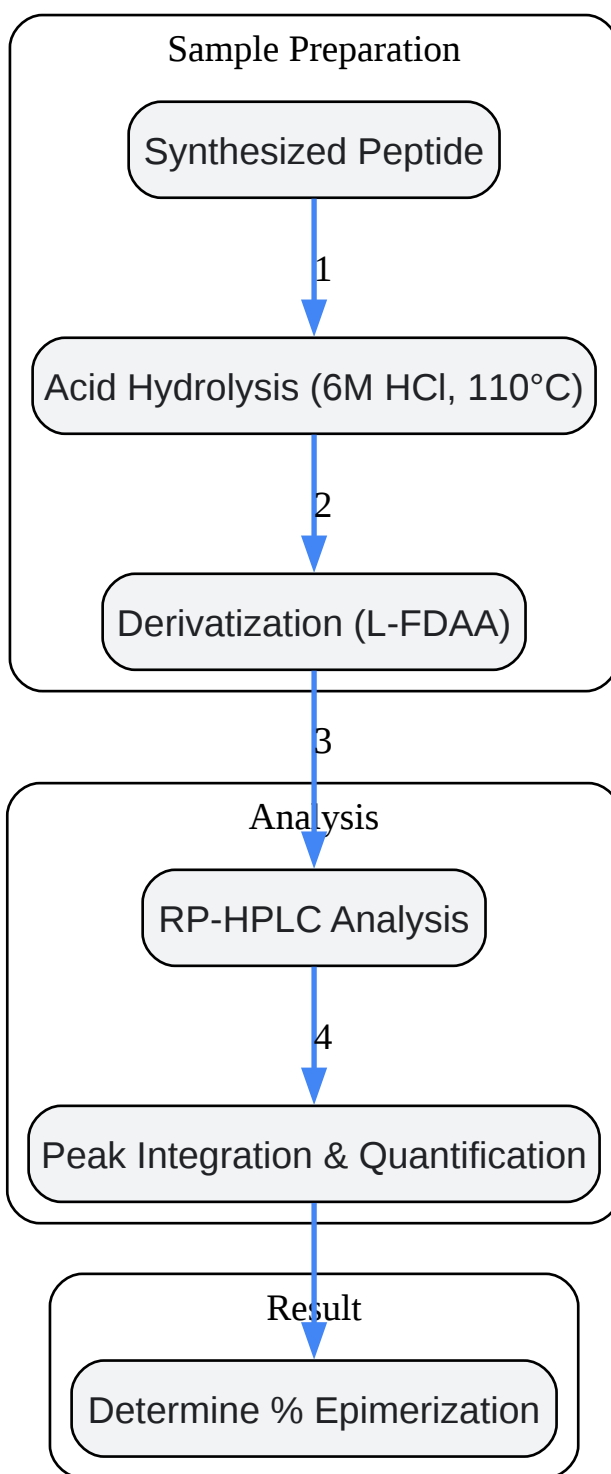 Sample Preparation
Synthesized Peptide
1
Acid Hydrolysis (6M HCl, 110°C)
2
Derivatization (L-FDAA)
3
Analysis
RP-HPLC Analysis
4
Peak Integration & Quantification
Result
Determine % Epimerization